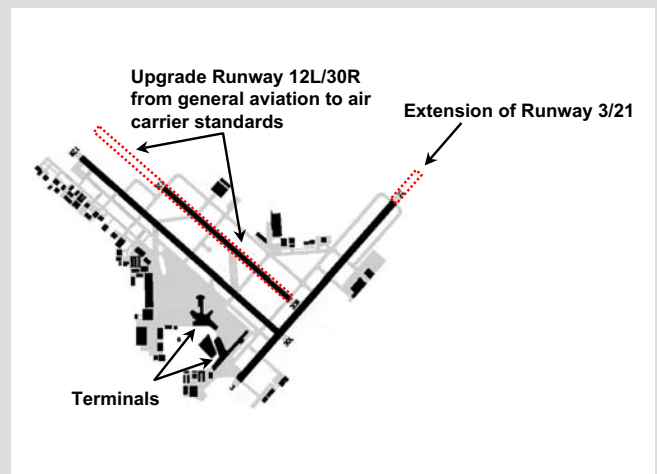 Upgrade Runway 12L/30R
from general aviation to air
carrier standards
Extension of Runway 3/21
Terminals